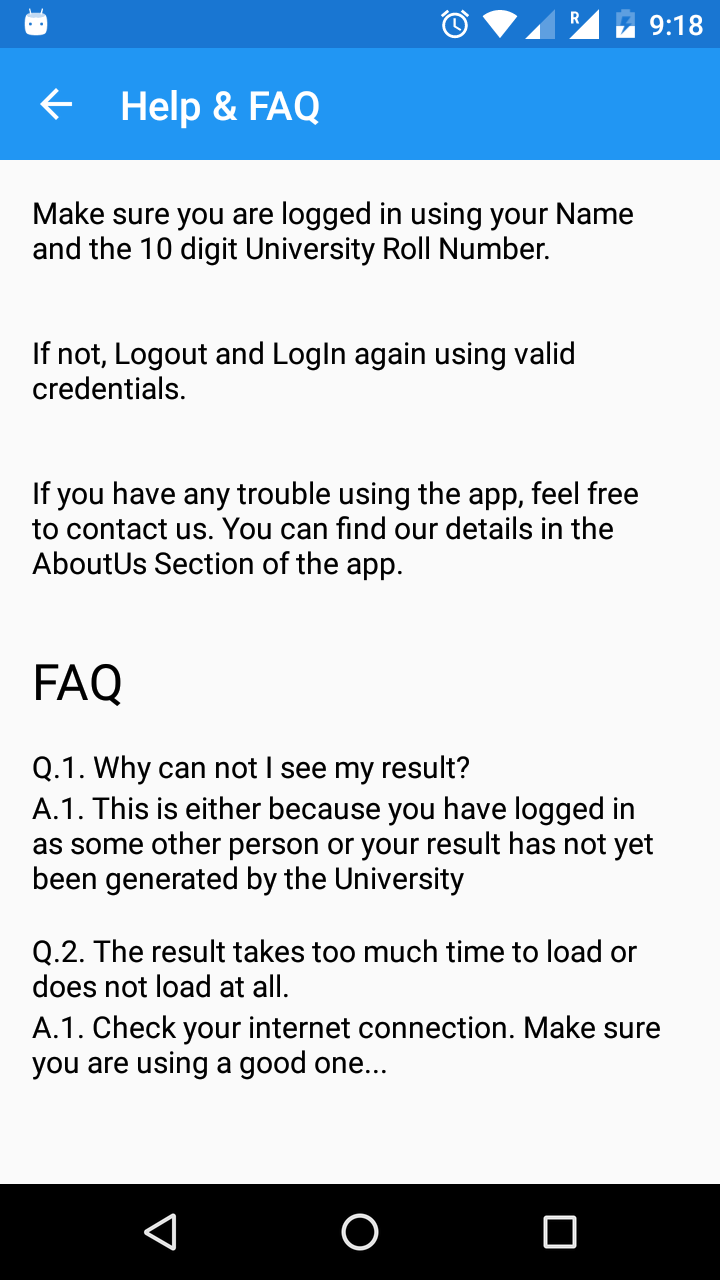 R 9:18
Help & FAQ
Make sure you are logged in using your Name
and the 10 digit University Roll Number.
If not, Logout and LogIn again using valid
credentials.
If you have any trouble using the app, feel free
to contact us. You can find our details in the
AboutUs Section of the app.
FAQ
Q.1. Why can not I see my result?
A.1. This is either because you have logged in
as some other person or your result has not yet
been generated by the University
Q.2. The result takes too much time to load or
does not load at all.
A.1. Check your internet connection. Make sure
you are using a good one...